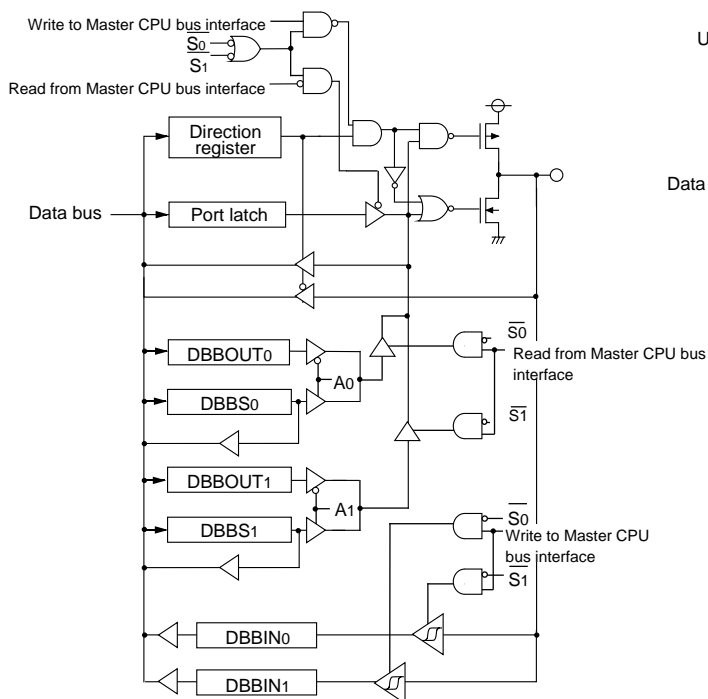 Write to Master CPU bus interface
S0
S1
Read from Master CPU bus interface
U
Direction
register
Data
Data bus
Port latch
S0
DBBOUT0
A0
Read from Master CPU bus
interface
DBBS0
S1
DBBOUT1
A1
S0
DBBS1
Write to Master CPU
bus interface
S1
DBBIN0
DBBIN1